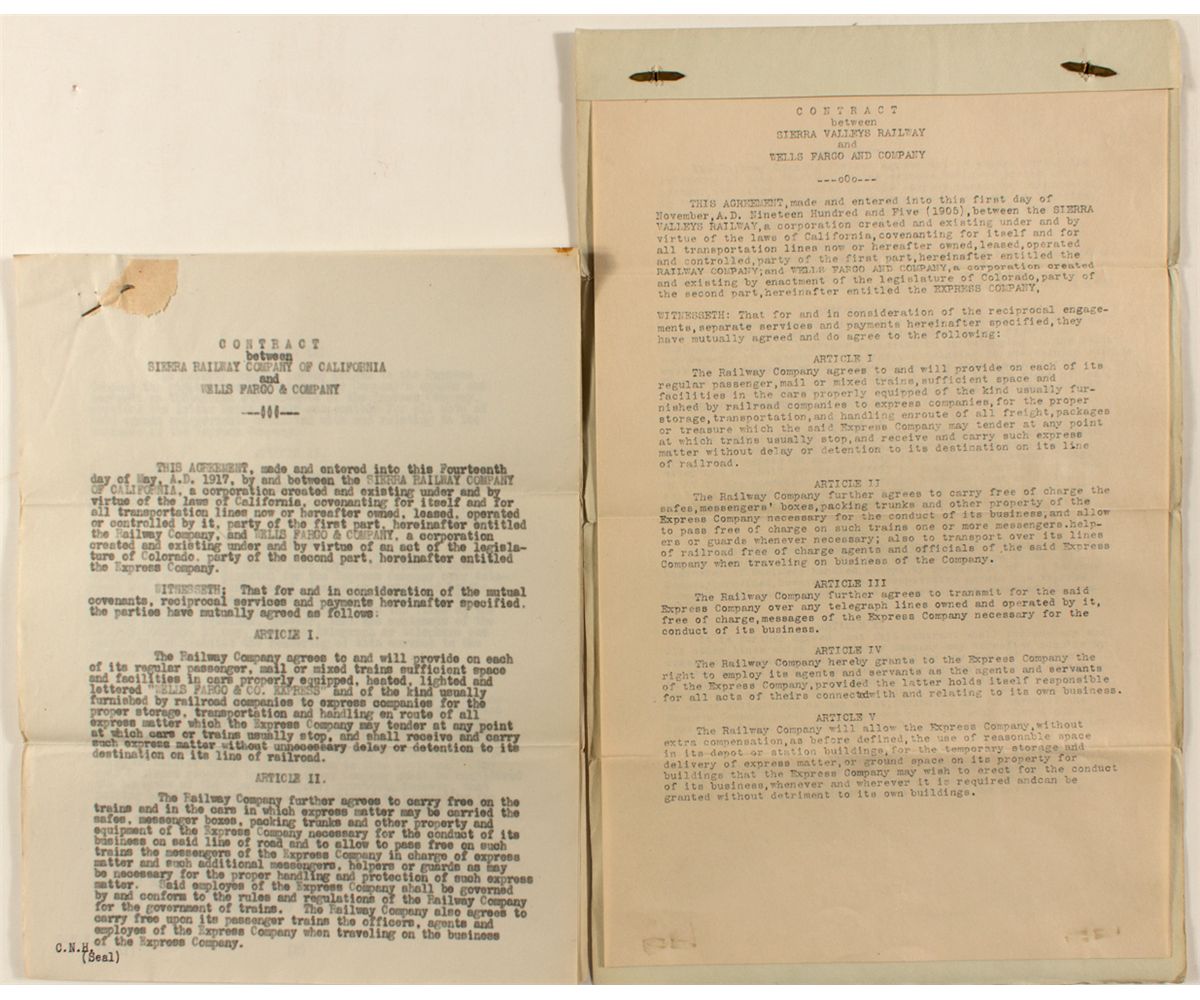 C O N T R A C T
between
SIERRA RAILWAY COMPANY OF CALIFORNIA
and
WELLS FARGO & COMPANY
THIS AGREEMENT, made and entered into this Fourteenth
day of May, A.D. 1917, by and between the SIERRA RAILWAY COMPANY
OF CALIFORNIA, a corporation created and existing under and by
virtue of the laws of California, covenanting for itself and for
all transportation lines now or hereafter owned, leased, operated
or controlled by it, party of the first part, hereinafter entitled
the Railway Company, and WELLS FARGO & COMPANY, a corporation
created and existing under and by virtue of an act of the legisla-
ture of Colorado, party of the second part, hereinafter entitled
the Express Company.
WITNESSETH: That for and in consideration of the mutual
covenants, reciprocal services and payments hereinafter specified,
the parties have mutually agreed as follows:
ARTICLE I.
The Railway Company agrees to and will provide on each
of its regular passenger, mail or mixed trains sufficient space
and facilities in cars properly equipped, heated, lighted and
lettered "WELLS FARGO & CO. EXPRESS" and of the kind usually
furnished by railroad companies to express companies for the
proper storage, transportation and handling en route of all
express matter which the Express Company may tender at any point
at which cars or trains usually stop, and shall receive and carry
such express matter without unnecessary delay or detention to its
destination on its line of railroad.
ARTICLE II.
The Railway Company further agrees to carry free on the
trains and in the cars in which express matter may be carried the
safes, messenger boxes, packing trunks and other property and
equipment of the Express Company necessary for the conduct of its
business on said line of road and to allow to pass free on such
trains the messengers of the Express Company in charge of express
matter and such additional messengers, helpers or guards as may
be necessary for the proper handling and protection of such express
matter. Said employes of the Express Company shall be governed
by and conform to the rules and regulations of the Railway Company
for the government of trains. The Railway Company also agrees to
carry free upon its passenger trains the officers, agents and
employes of the Express Company when traveling on the business
of the Express Company.
C.N.H.
(Seal)
C O N T R A C T
between
SIERRA VALLEYS RAILWAY
and
WELLS FARGO AND COMPANY
---oOo---
THIS AGREEMENT,made and entered into this first day of
November,A.D. Nineteen Hundred and Five (1905),between the SIERRA
VALLEYS RAILWAY,a corporation created and existing under and by
virtue of the laws of California,covenanting for itself and for
all transportation lines now or hereafter owned,leased,operated
and controlled,party of the first part,hereinafter entitled the
RAILWAY COMPANY;and WELLS FARGO AND COMPANY,a corporation created
and existing by enactment of the legislature of Colorado,party of
the second part,hereinafter entitled the EXPRESS COMPANY,
WITNESSETH: That for and in consideration of the reciprocal engage-
ments,separate services and payments hereinafter specified,they
have mutually agreed and do agree to the following:
ARTICLE I
The Railway Company agrees to and will provide on each of its
regular passenger,mail or mixed trains,sufficient space and
facilities in the cars properly equipped of the kind usually fur-
nished by railroad companies to express companies,for the proper
storage,transportation,and handling enroute of all freight,packages
or treasure which the said Express Company may tender at any point
at which trains usually stop,and receive and carry such express
matter without delay or detention to its destination on its line
of railroad.
ARTICLE II
The Railway Company further agrees to carry free of charge the
safes,messengers' boxes,packing trunks and other property of the
Express Company necessary for the conduct of its business,and allow
to pass free of charge on such trains one or more messengers.help-
ers or guards whenever necessary; also to transport over its lines
of railroad free of charge agents and officials of the said Express
Company when traveling on business of the Company.
ARTICLE III
The Railway Company further agrees to transmit for the said
Express Company over any telegraph lines owned and operated by it,
free of charge,messages of the Express Company necessary for the
conduct of its business.
ARTICLE IV
The Railway Company hereby grants to the Express Company the
right to employ its agents and servants as the agents and servants
of the Express Company,provided the latter holds itself responsible
for all acts of theirs connectedwith and relating to its own business.
ARTICLE V
The Railway Company will allow the Express Company,without
extra compensation,as before defined,the use of reasonable space
in its depot or station buildings,for the temporary storage and
delivery of express matter,or ground space on its property for
buildings that the Express Company may wish to erect for the conduct
of its business,whenever and wherever it is required andcan be
granted without detriment to its own buildings.